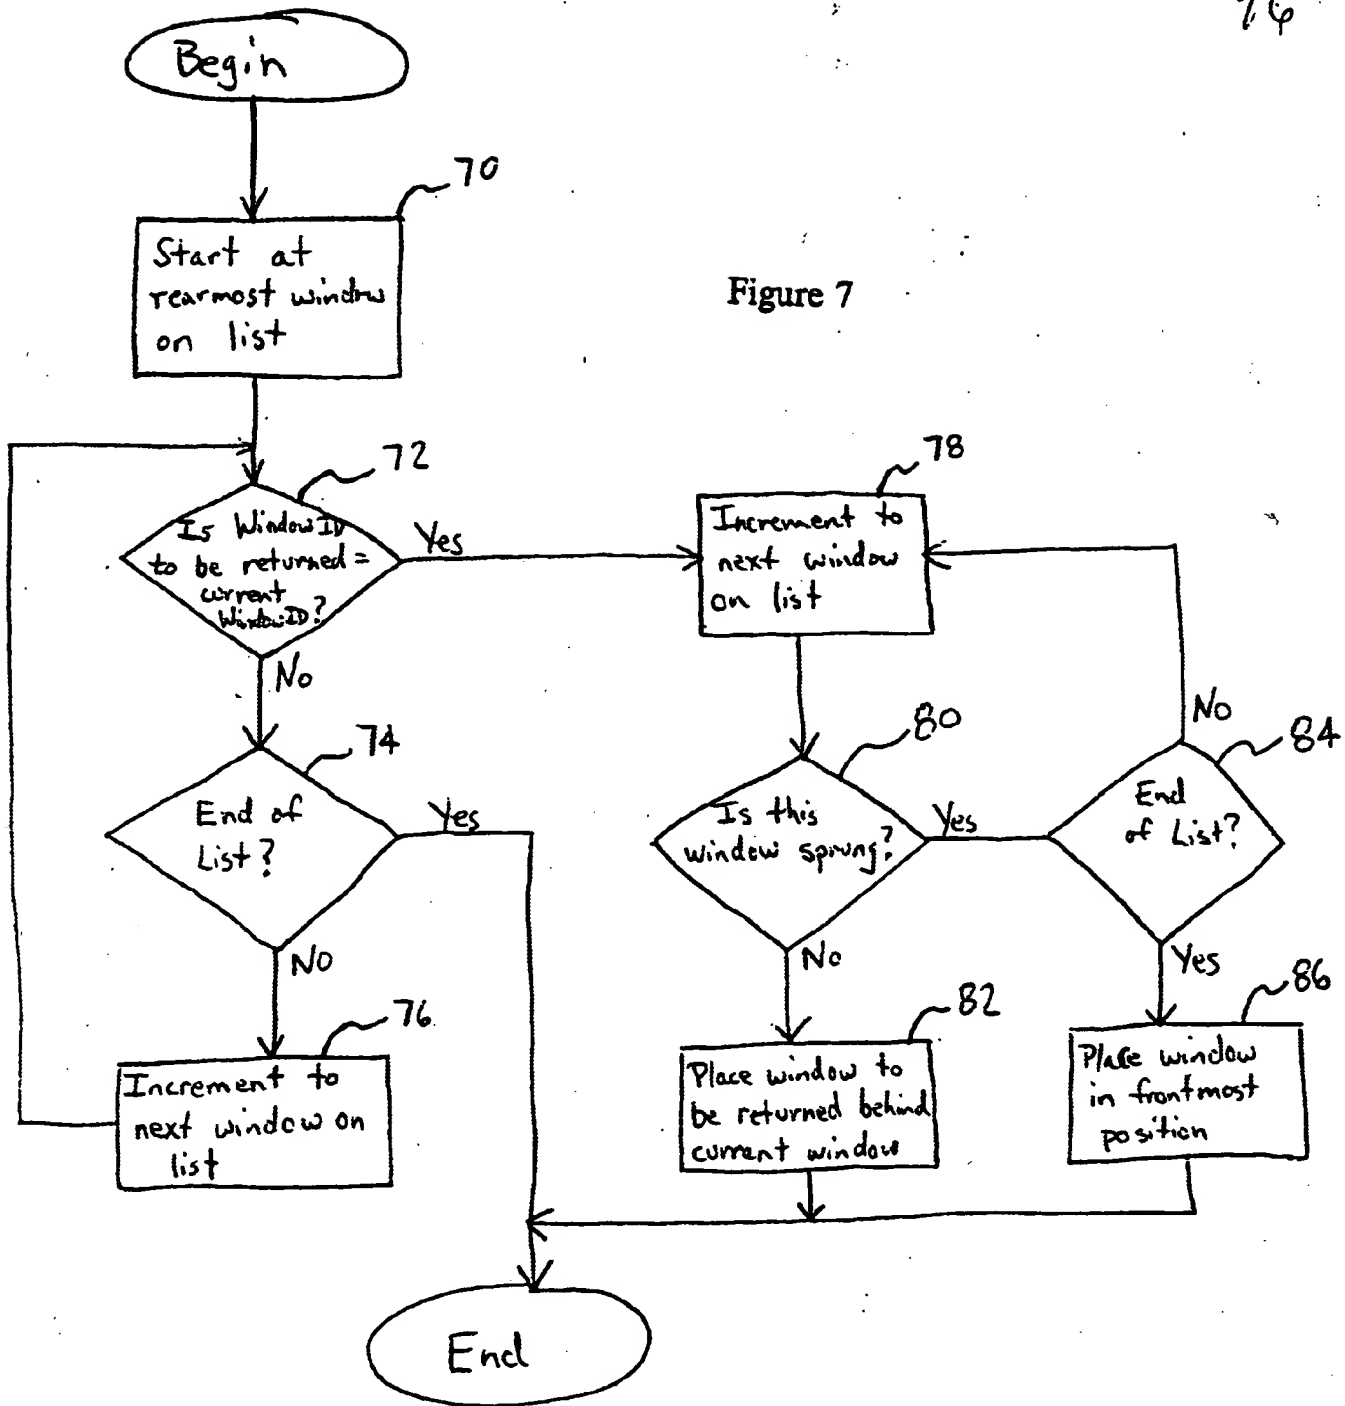 76
Begin
70
Start at
rearmost window
on list
Figure 7
72
Is WindowID
to be returned =
current
WindowID?
Yes
No
78
Increment to
next window
on list
74
End of
List?
Yes
No
80
Is this
window sprung?
Yes
No
No
84
End
of List?
Yes
76
Increment to
next window on
list
82
Place window to
be returned behind
current window
86
Place window
in frontmost
position
End